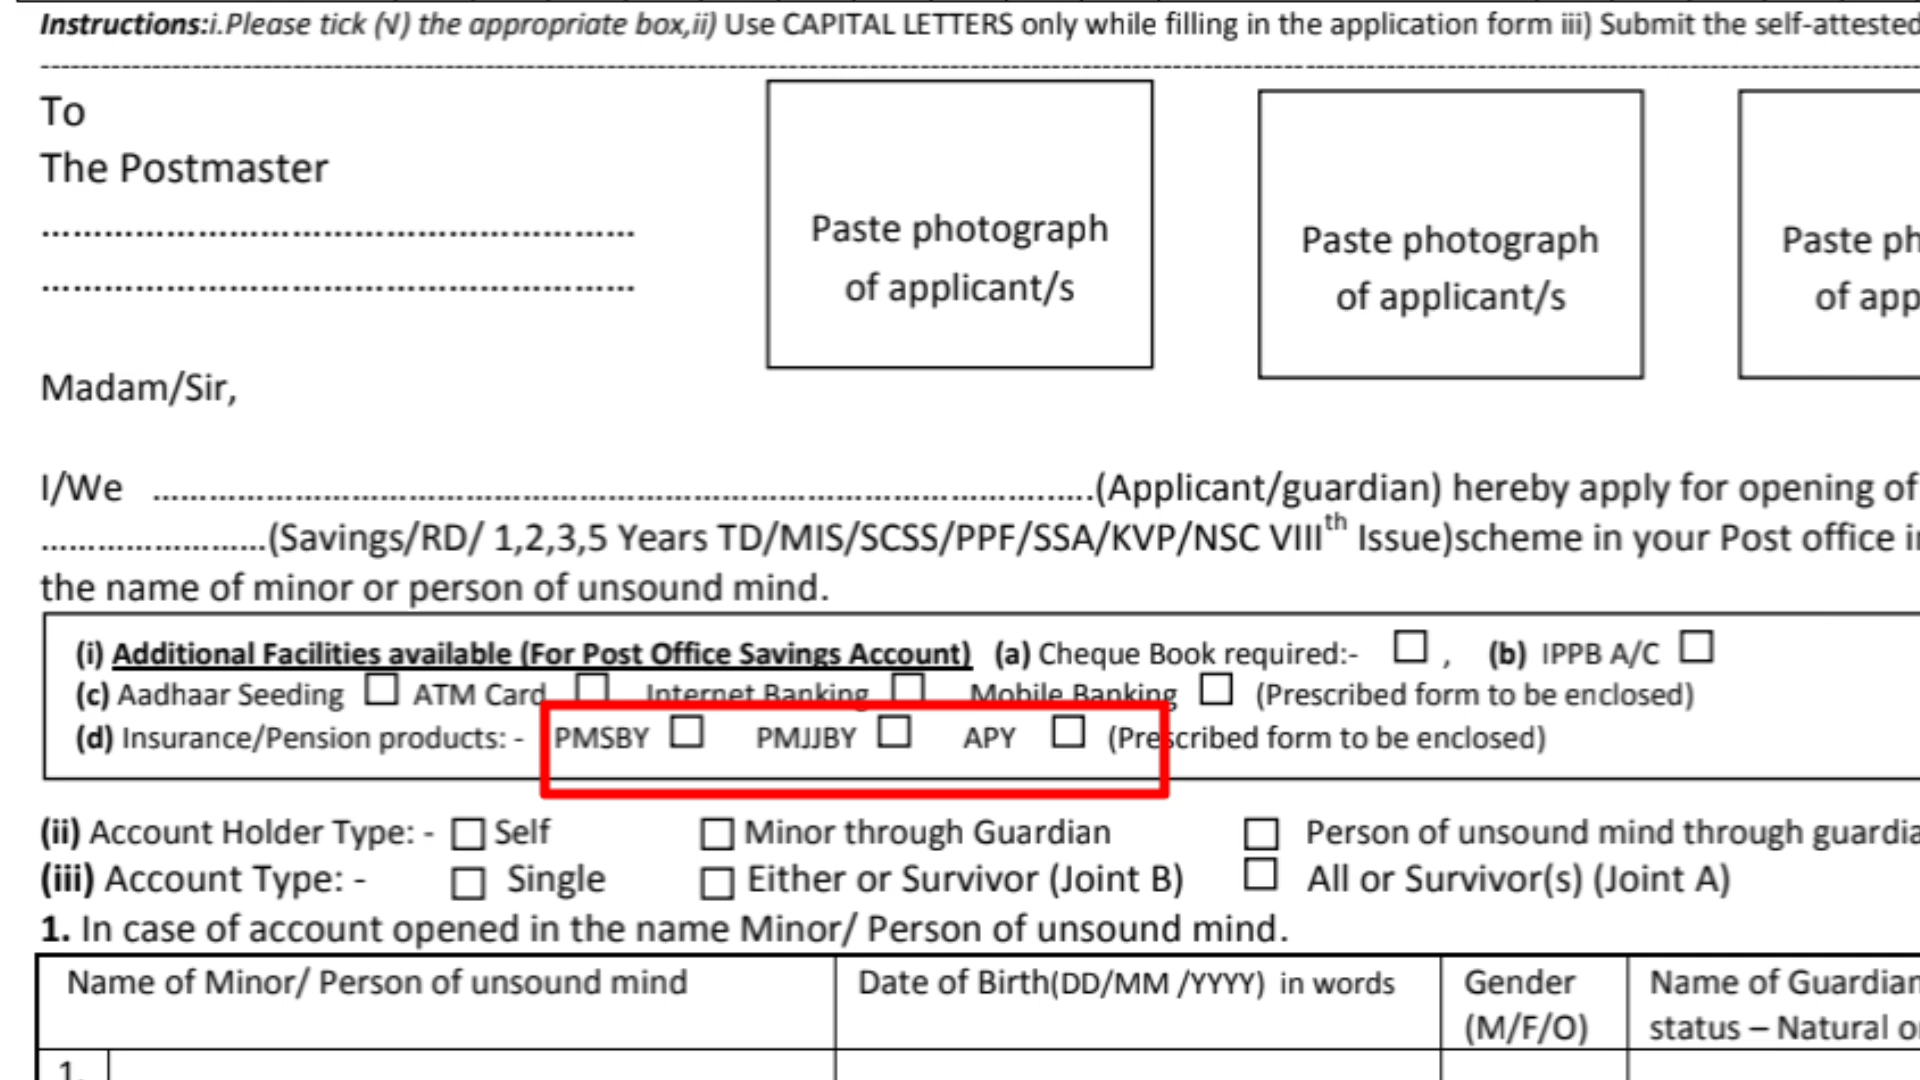 Instructions:i.Please tick (√) the appropriate box,ii) Use CAPITAL LETTERS only while filling in the application form iii) Submit the self-attested
To
The Postmaster
Paste photograph
of applicant/s
Paste photograph
of applicant/s
Paste ph
of app
Madam/Sir,
I/We ……………………………………………………………………………….…..(Applicant/guardian) hereby apply for opening of
…………………..(Savings/RD/ 1,2,3,5 Years TD/MIS/SCSS/PPF/SSA/KVP/NSC VIIIth Issue)scheme in your Post office in
the name of minor or person of unsound mind.
(i) Additional Facilities available (For Post Office Savings Account) (a) Cheque Book required:- ☐ , (b) IPPB A/C ☐
(c) Aadhaar Seeding ☐ ATM Card ☐ Internet Banking ☐ Mobile Banking ☐ (Prescribed form to be enclosed)
(d) Insurance/Pension products: - PMSBY ☐ PMJJBY ☐ APY ☐ (Prescribed form to be enclosed)
(ii) Account Holder Type: - ☐ Self ☐ Minor through Guardian ☐ Person of unsound mind through guardia
(iii) Account Type: - ☐ Single ☐ Either or Survivor (Joint B) ☐ All or Survivor(s) (Joint A)
1. In case of account opened in the name Minor/ Person of unsound mind.
Name of Minor/ Person of unsound mind
Date of Birth(DD/MM /YYYY) in words
Gender
(M/F/O)
Name of Guardian
status – Natural or
1.